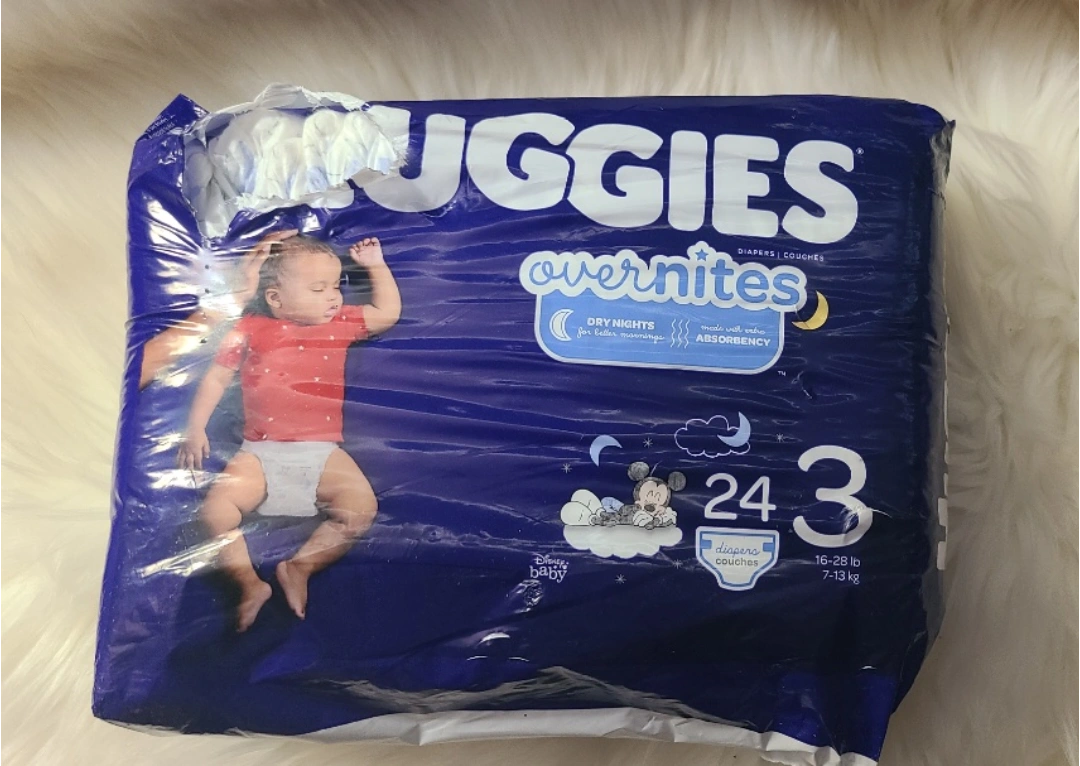 UGGIES
DIAPERS | COUCHES
overnites
DRY NIGHTS
for better mornings
made with extra
ABSORBENCY
TM
24
3
diapers
couches
16-28 lb
7-13 kg
Disney
baby